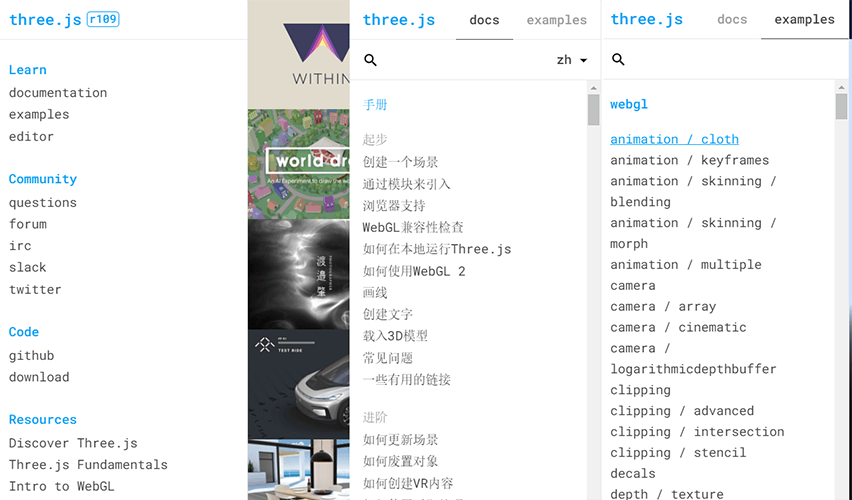 three.js r109
Learn
documentation
examples
editor
Community
questions
forum
irc
slack
twitter
Code
github
download
Resources
Discover Three.js
Three.js Fundamentals
Intro to WebGL
WITHIN
world dr
An AI Experiment to draw the
TEST RIDE
three.js docs examples
zh
手册
起步
创建一个场景
通过模块来引入
浏览器支持
WebGL兼容性检查
如何在本地运行Three.js
如何使用WebGL 2
画线
创建文字
载入3D模型
常见问题
一些有用的链接
进阶
如何更新场景
如何废置对象
如何创建VR内容
three.js docs examples
webgl
animation / cloth
animation / keyframes
animation / skinning /
blending
animation / skinning /
morph
animation / multiple
camera
camera / array
camera / cinematic
camera /
logarithmicdepthbuffer
clipping
clipping / advanced
clipping / intersection
clipping / stencil
decals
depth / texture